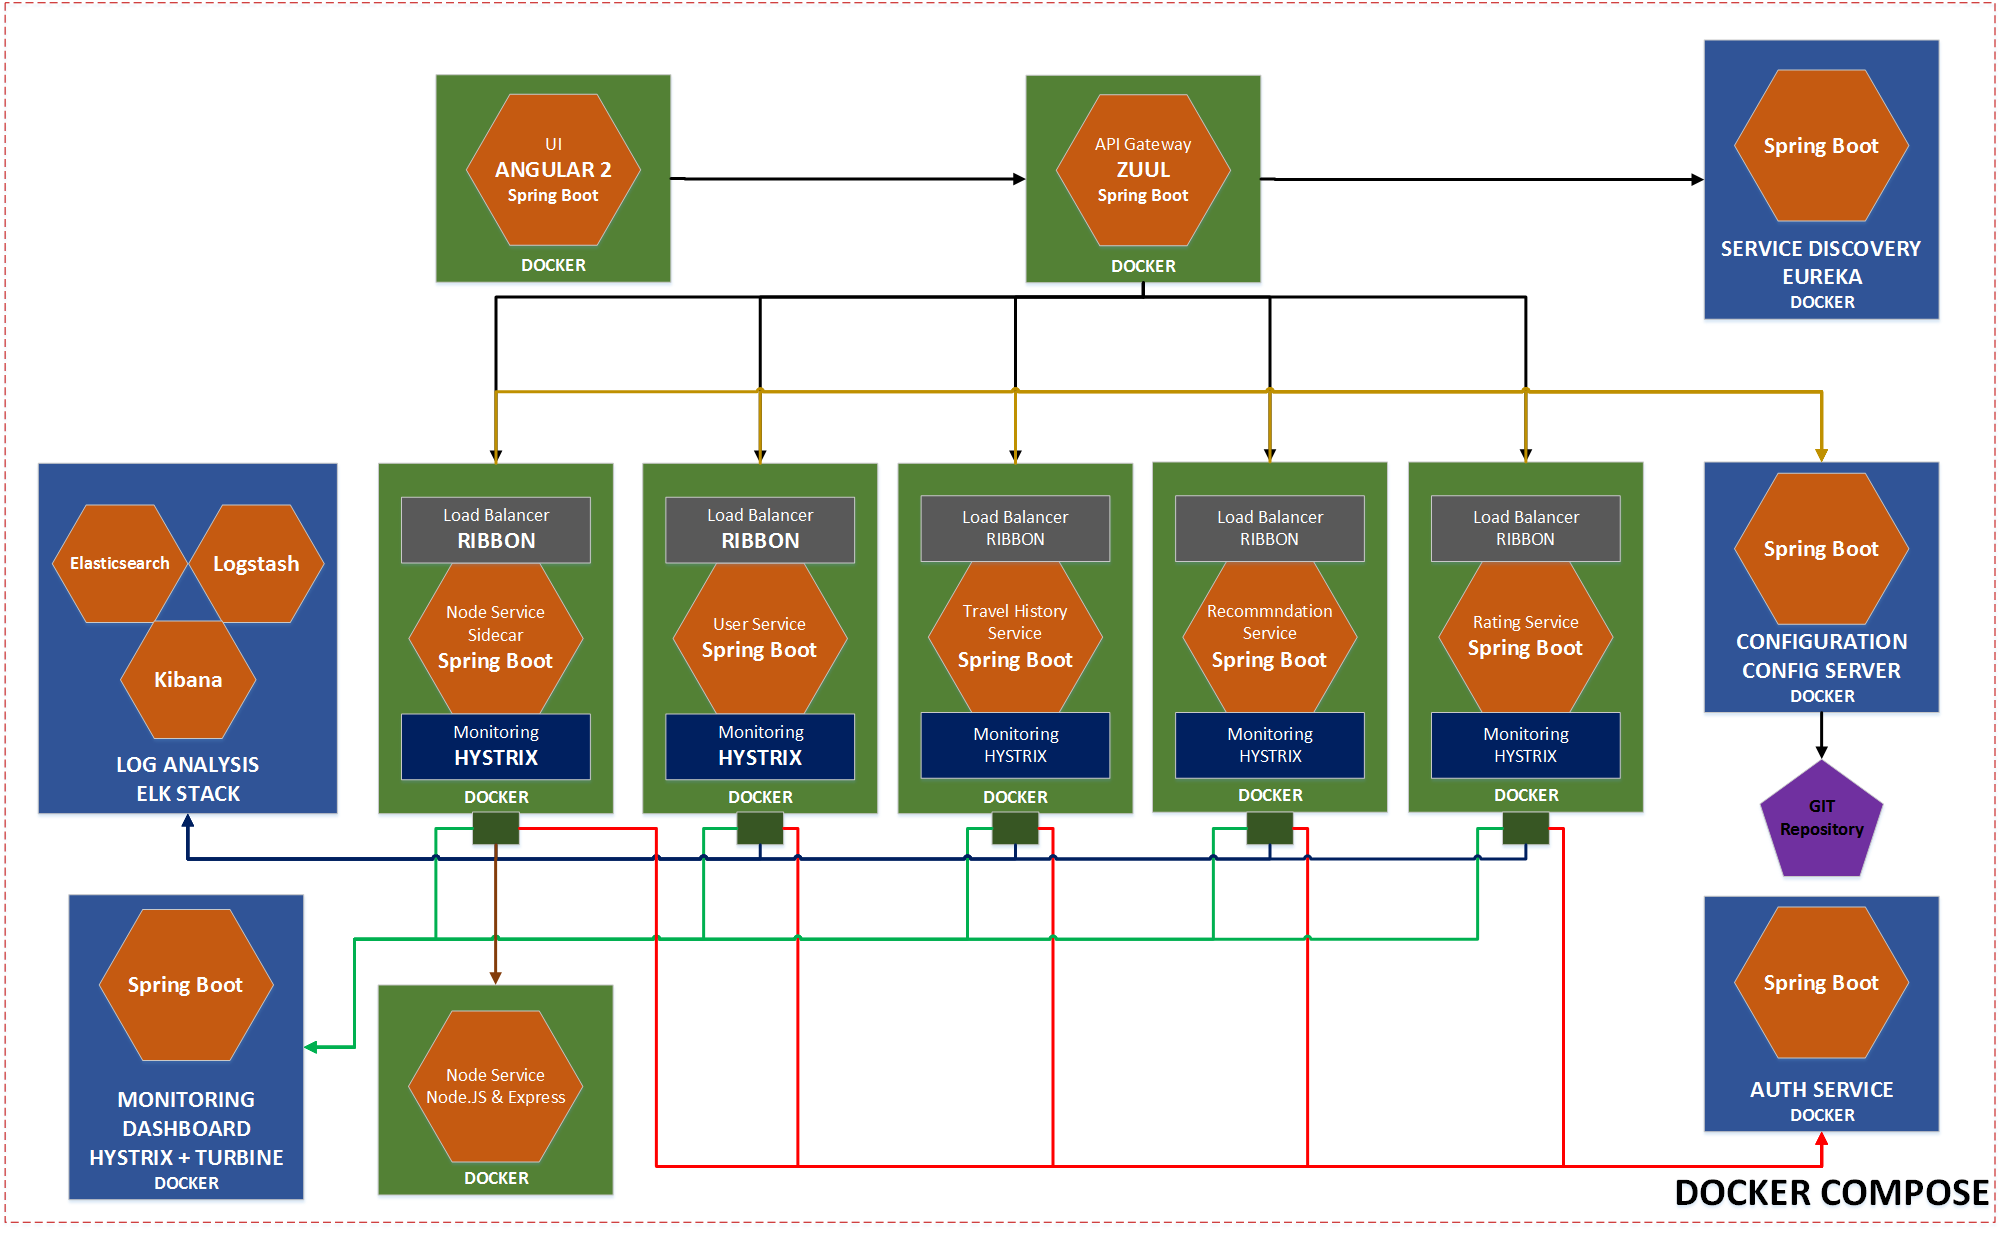 UI
ANGULAR 2
Spring Boot
DOCKER
API Gateway
ZUUL
Spring Boot
DOCKER
Spring Boot
SERVICE DISCOVERY
EUREKA
DOCKER
Elasticsearch
Logstash
Kibana
LOG ANALYSIS
ELK STACK
Load Balancer
RIBBON
Node Service
Sidecar
Spring Boot
Monitoring
HYSTRIX
DOCKER
Load Balancer
RIBBON
User Service
Spring Boot
Monitoring
HYSTRIX
DOCKER
Load Balancer
RIBBON
Travel History
Service
Spring Boot
Monitoring
HYSTRIX
DOCKER
Load Balancer
RIBBON
Recommndation
Service
Spring Boot
Monitoring
HYSTRIX
DOCKER
Load Balancer
RIBBON
Rating Service
Spring Boot
Monitoring
HYSTRIX
DOCKER
Spring Boot
CONFIGURATION
CONFIG SERVER
DOCKER
GIT
Repository
Spring Boot
MONITORING
DASHBOARD
HYSTRIX + TURBINE
DOCKER
Node Service
Node.JS & Express
DOCKER
Spring Boot
AUTH SERVICE
DOCKER
DOCKER COMPOSE